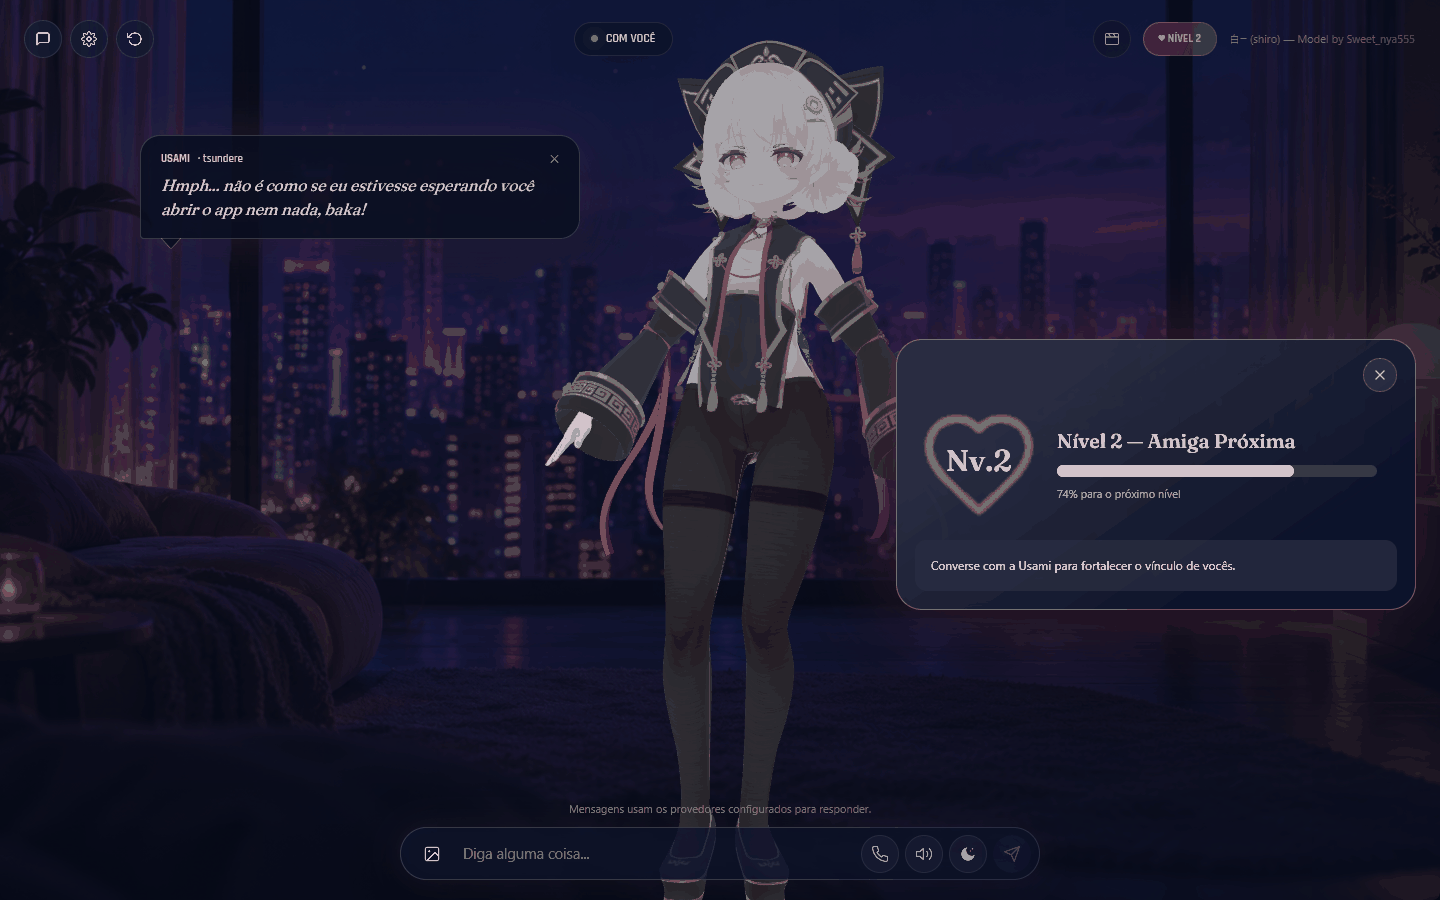 COM VOCÊ
♥ NÍVEL 2
白一 (shiro) — Model by Sweet_nya555
USAMI · tsundere
Hmph... não é como se eu estivesse esperando você
abrir o app nem nada, baka!
Nv.2
Nível 2 — Amiga Próxima
74% para o próximo nível
Converse com a Usami para fortalecer o vínculo de vocês.
Mensagens usam os provedores configurados para responder.
Diga alguma coisa...